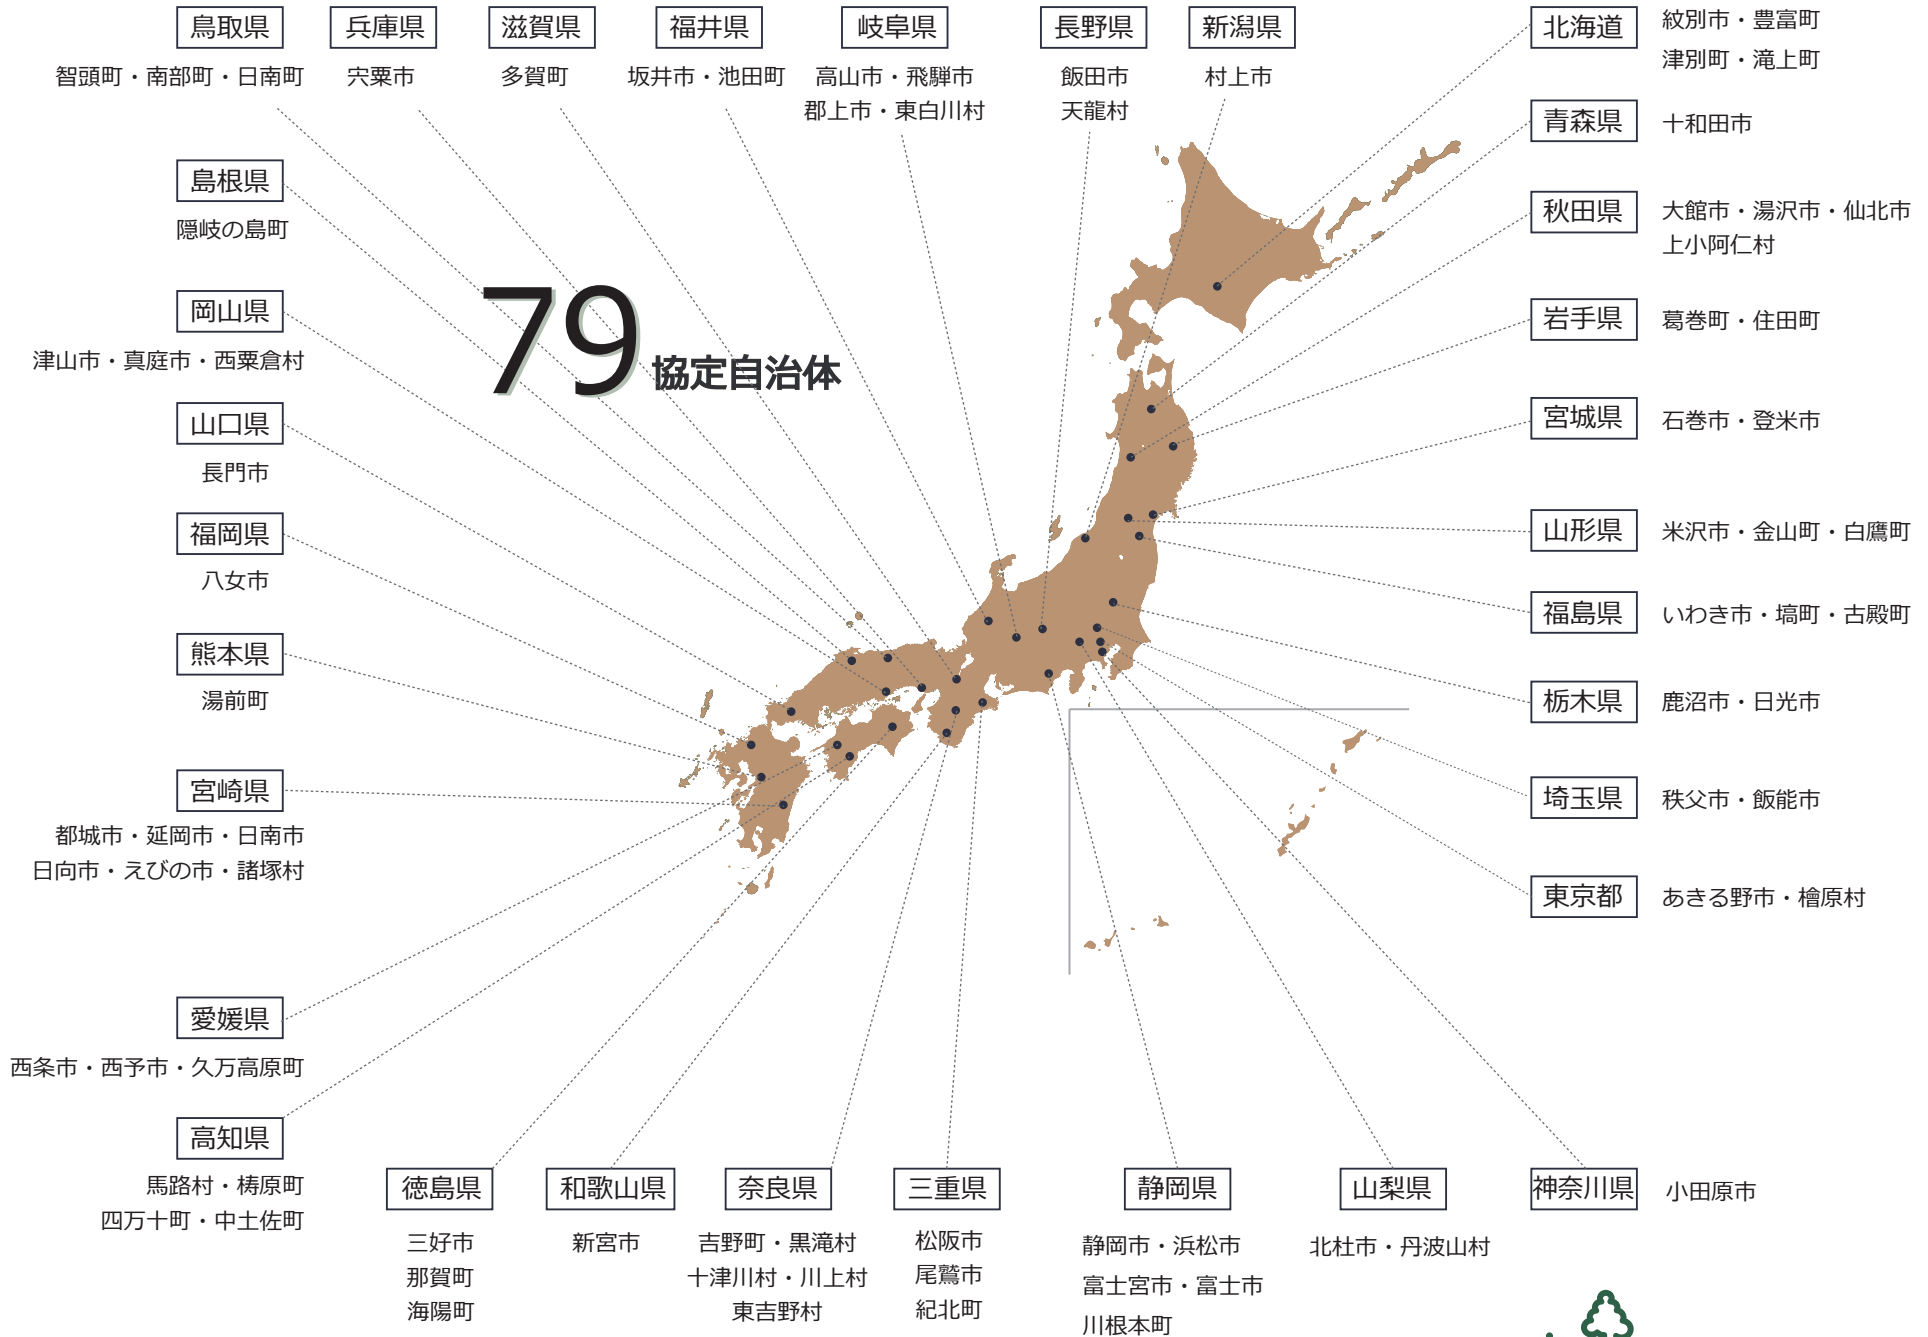 鳥取県
智頭町・南部町・日南町
兵庫県
宍粟市
滋賀県
多賀町
福井県
坂井市・池田町
岐阜県
高山市・飛騨市
郡上市・東白川村
長野県
飯田市
天龍村
新潟県
村上市
北海道
紋別市・豊富町
津別町・滝上町
青森県
十和田市
秋田県
大館市・湯沢市・仙北市
上小阿仁村
岩手県
葛巻町・住田町
宮城県
石巻市・登米市
山形県
米沢市・金山町・白鷹町
福島県
いわき市・塙町・古殿町
栃木県
鹿沼市・日光市
埼玉県
秩父市・飯能市
東京都
あきる野市・檜原村
島根県
隠岐の島町
岡山県
津山市・真庭市・西粟倉村
79協定自治体
山口県
長門市
福岡県
八女市
熊本県
湯前町
宮崎県
都城市・延岡市・日南市
日向市・えびの市・諸塚村
愛媛県
西条市・西予市・久万高原町
高知県
馬路村・梼原町
四万十町・中土佐町
徳島県
三好市
那賀町
海陽町
和歌山県
新宮市
奈良県
吉野町・黒滝村
十津川村・川上村
東吉野村
三重県
松阪市
尾鷲市
紀北町
静岡県
静岡市・浜松市
富士宮市・富士市
川根本町
山梨県
北杜市・丹波山村
神奈川県
小田原市